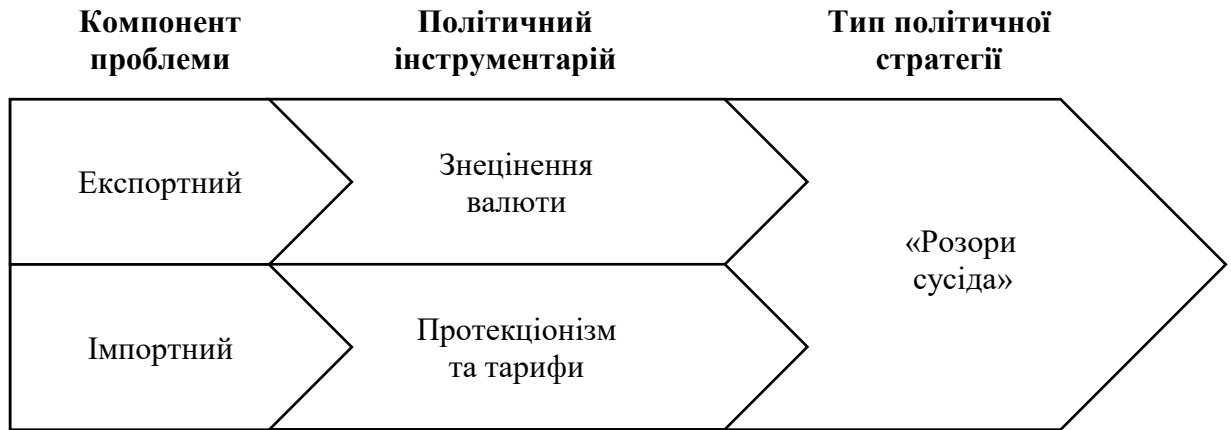 Компонент
проблеми
Політичний
інструментарій
Тип політичної
стратегії
Експортний
Знецінення
валюти
«Розори
сусіда»
Імпортний
Протекціонізм
та тарифи